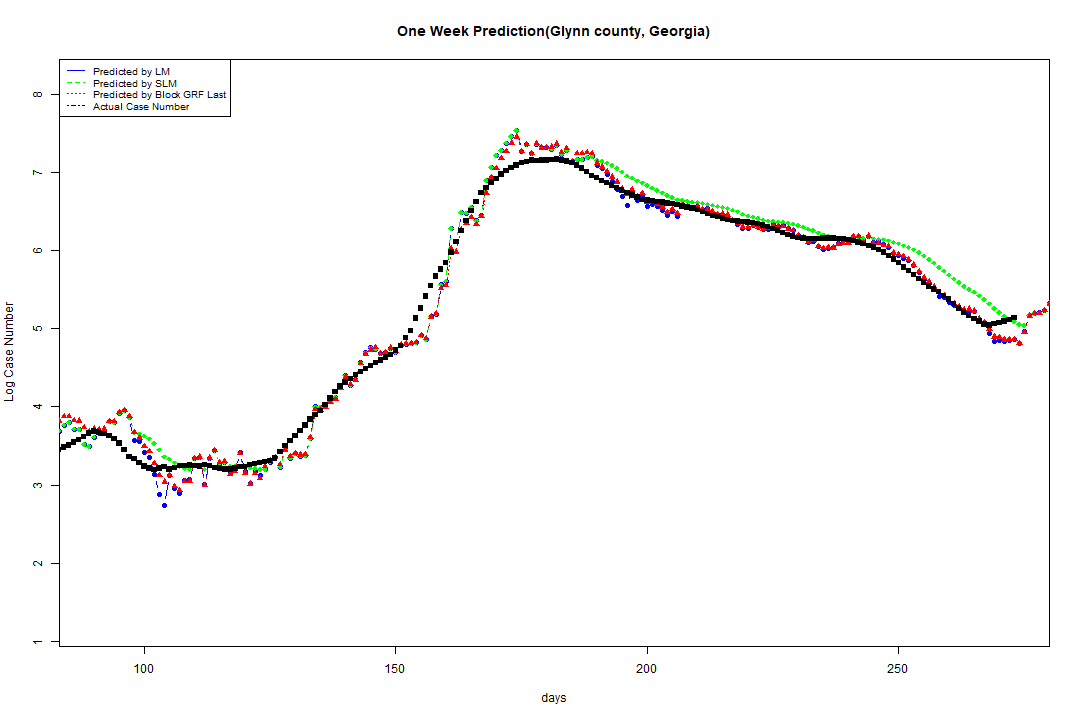 One Week Prediction(Glynn county, Georgia)
Predicted by LM
Predicted by SLM
Predicted by Block GRF Last
Actual Case Number
8
7
6
5
4
3
2
1
Log Case Number
100 150 200 250
days